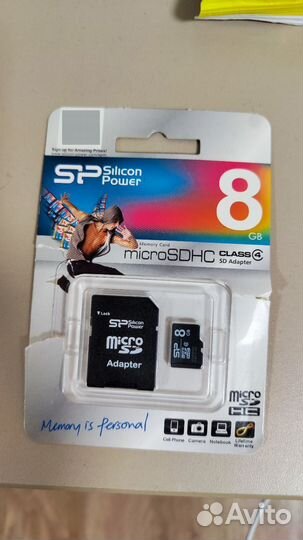 Sign up for Amazing Prizes!
SP Silicon Power
8 GB
Memory Card
microSDHC CLASS 4
SD Adapter
Lock
SP Silicon Power
micro SD
Adapter
SP 8 GB
micro SD HC
Memory is personal
Cell Phone Camera Notebook Lifetime Warranty
Avito